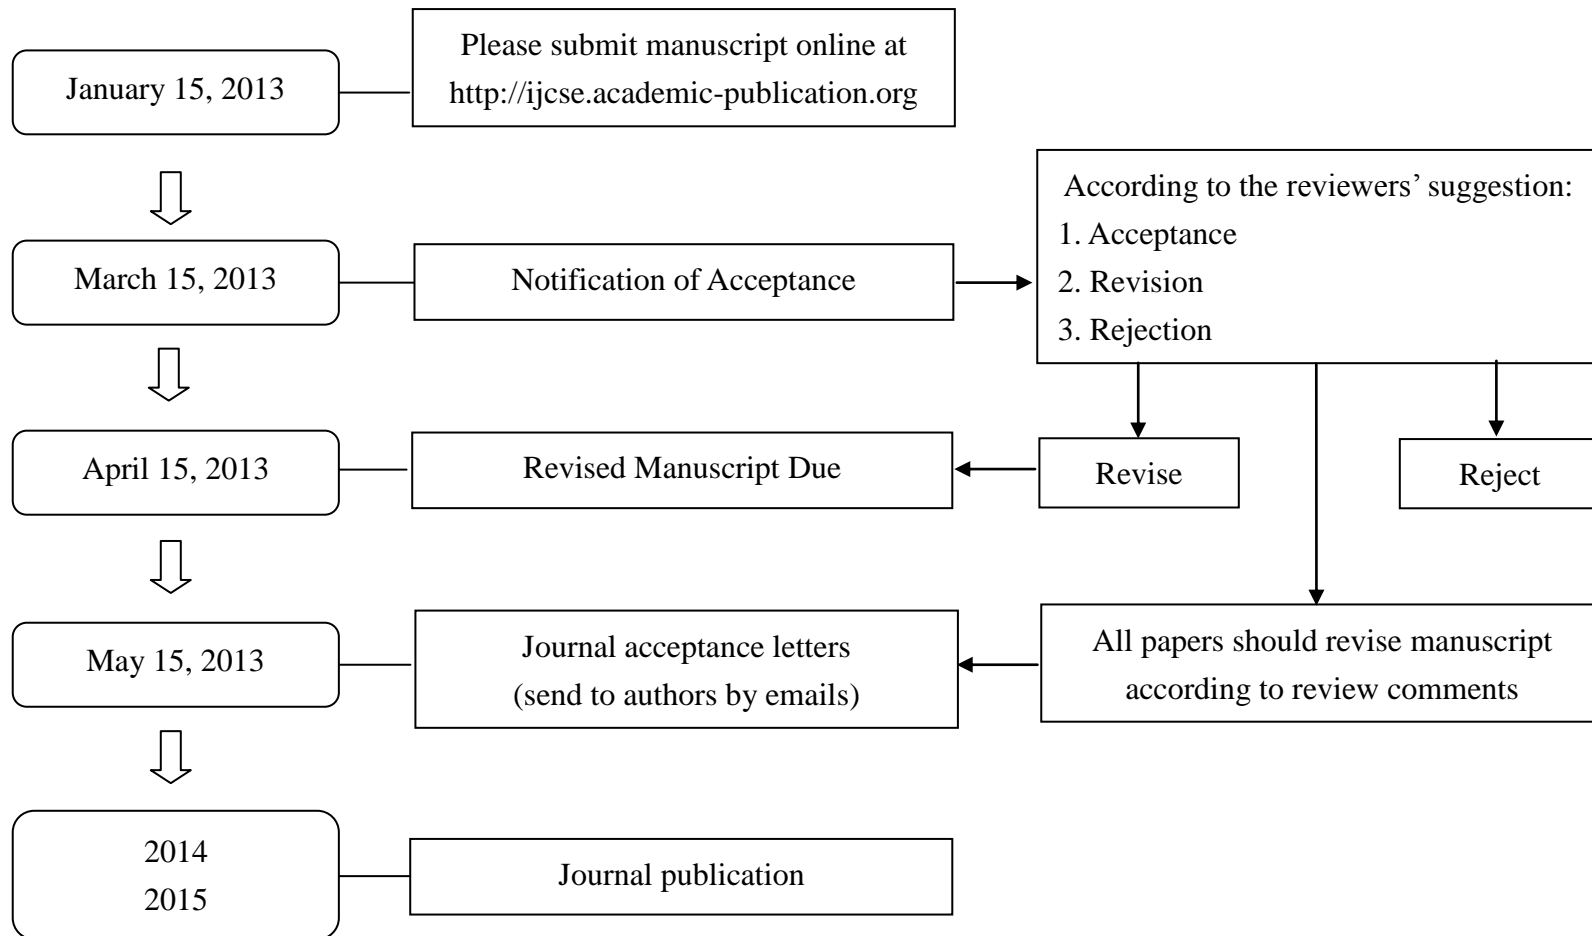 January 15, 2013
Please submit manuscript online at
http://ijcse.academic-publication.org
March 15, 2013
Notification of Acceptance
According to the reviewers’ suggestion:
1. Acceptance
2. Revision
3. Rejection
April 15, 2013
Revised Manuscript Due
Revise
Reject
May 15, 2013
Journal acceptance letters
(send to authors by emails)
All papers should revise manuscript
according to review comments
2014
2015
Journal publication